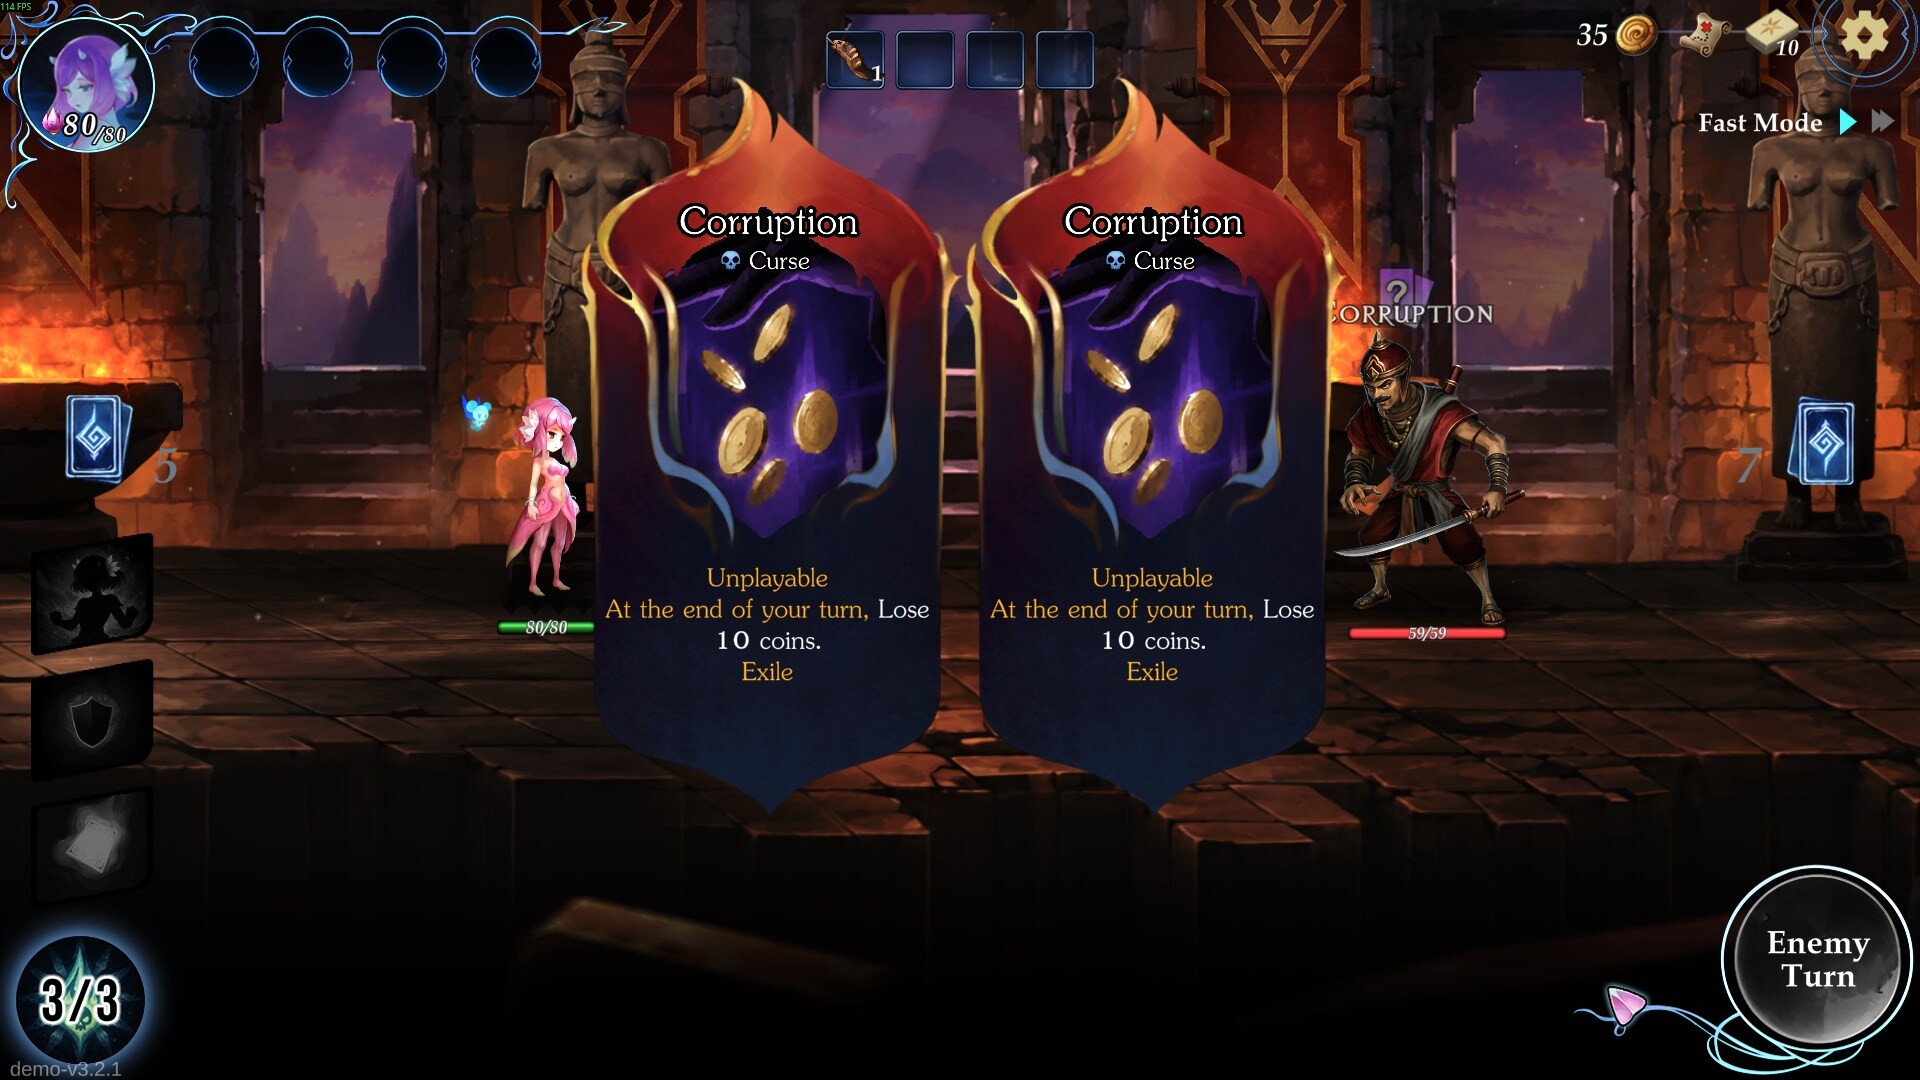 114 FPS
80/80
1
35
10
Fast Mode
Corruption
Curse
Unplayable
At the end of your turn, Lose
10 coins.
Exile
Corruption
Curse
Unplayable
At the end of your turn, Lose
10 coins.
Exile
?
CORRUPTION
5
7
80/80
59/59
3/3
Enemy
Turn
demo-v3.2.1